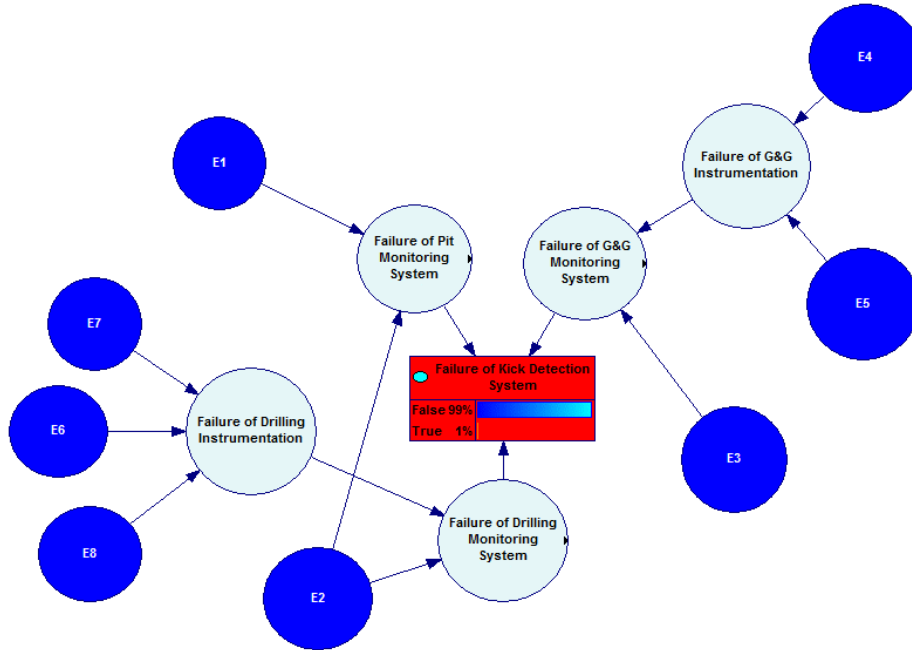 E4
E1
Failure of G&G
Instrumentation
Failure of Pit
Monitoring
System
Failure of G&G
Monitoring
System
E5
E7
Failure of Kick Detection
System
False 99%
True 1%
Failure of Drilling
Instrumentation
E6
E3
Failure of Drilling
Monitoring
System
E8
E2